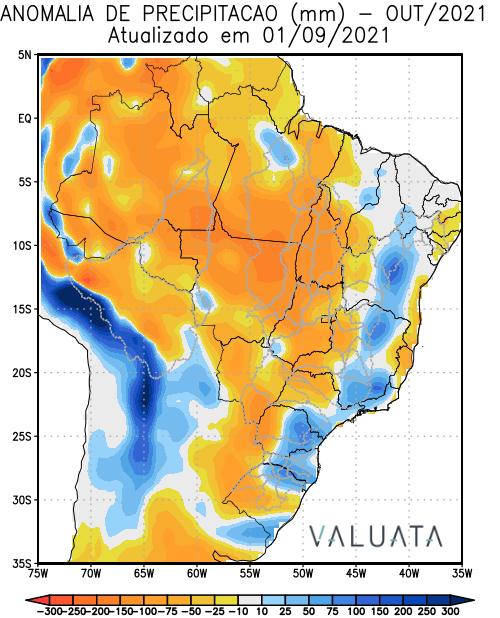 ANOMALIA DE PRECIPITACAO (mm) – OUT/2021
Atualizado em 01/09/2021
5N
EQ
5S
10S
15S
20S
25S
30S
35S
VALUATA
75W 70W 65W 60W 55W 50W 45W 40W 35W
-300 -250 -200 -150 -100 -75 -50 -25 -10 10 25 50 75 100 150 200 250 300